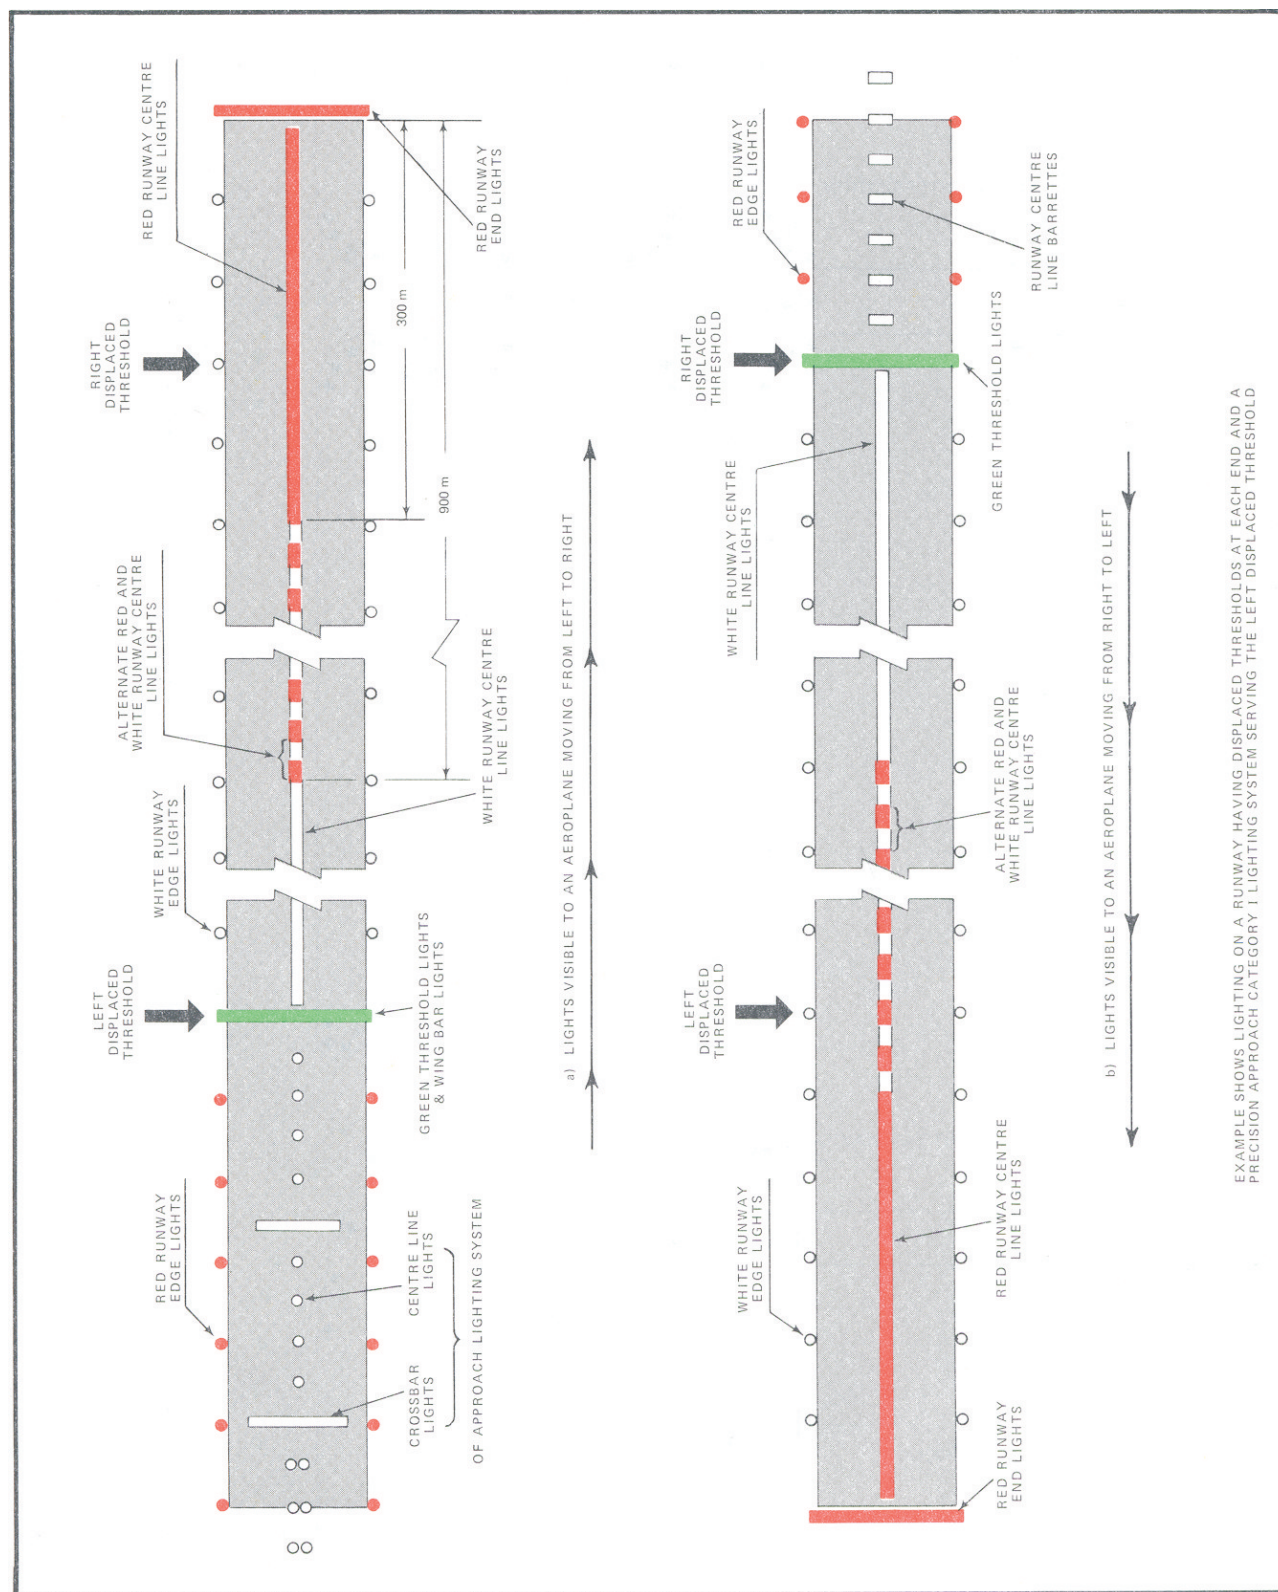 RED RUNWAY CENTRE
LINE LIGHTS
RED RUNWAY
END LIGHTS
RIGHT
DISPLACED
THRESHOLD
300 m
900 m
ALTERNATE RED AND
WHITE RUNWAY CENTRE
LINE LIGHTS
WHITE RUNWAY CENTRE
LINE LIGHTS
WHITE RUNWAY
EDGE LIGHTS
LEFT
DISPLACED
THRESHOLD
GREEN THRESHOLD LIGHTS
& WING BAR LIGHTS
RED RUNWAY
EDGE LIGHTS
CENTRE LINE
LIGHTS
CROSSBAR
LIGHTS
OF APPROACH LIGHTING SYSTEM
a) LIGHTS VISIBLE TO AN AEROPLANE MOVING FROM LEFT TO RIGHT
RED RUNWAY
EDGE LIGHTS
RUNWAY CENTRE
LINE BARRETTES
RIGHT
DISPLACED
THRESHOLD
GREEN THRESHOLD LIGHTS
WHITE RUNWAY CENTRE
LINE LIGHTS
ALTERNATE RED AND
WHITE RUNWAY CENTRE
LINE LIGHTS
LEFT
DISPLACED
THRESHOLD
WHITE RUNWAY
EDGE LIGHTS
RED RUNWAY CENTRE
LINE LIGHTS
RED RUNWAY
END LIGHTS
b) LIGHTS VISIBLE TO AN AEROPLANE MOVING FROM RIGHT TO LEFT
EXAMPLE SHOWS LIGHTING ON A RUNWAY HAVING DISPLACED THRESHOLDS AT EACH END AND A
PRECISION APPROACH CATEGORY I LIGHTING SYSTEM SERVING THE LEFT DISPLACED THRESHOLD